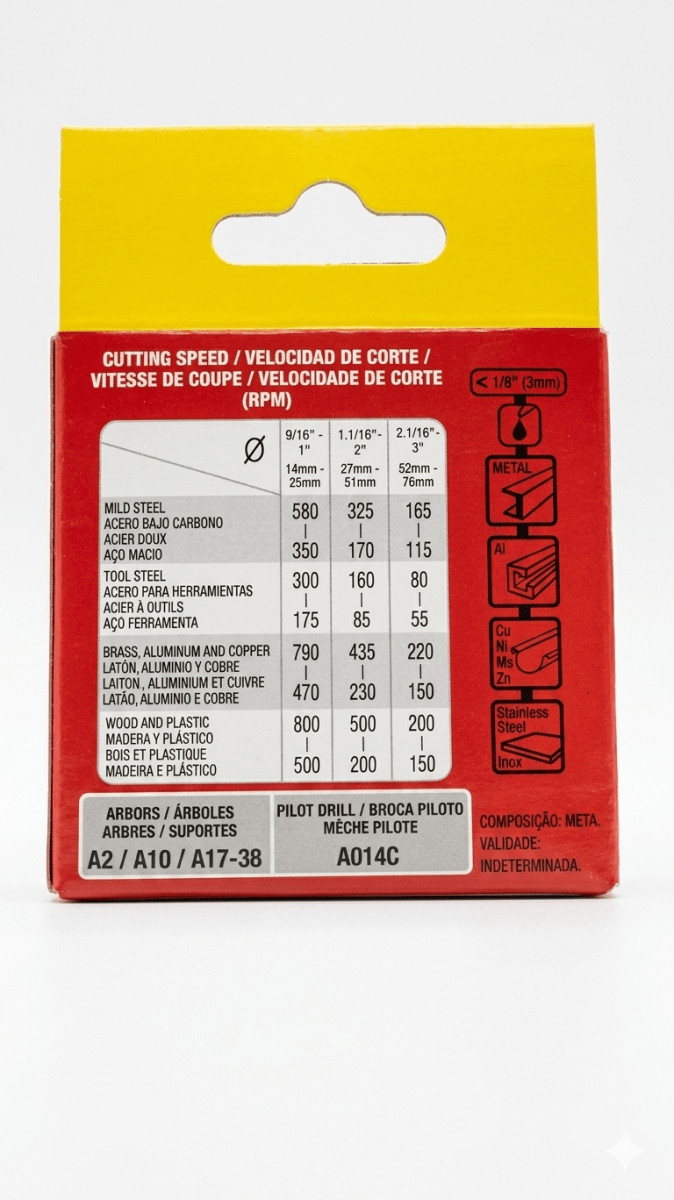 CUTTING SPEED / VELOCIDAD DE CORTE /
VITESSE DE COUPE / VELOCIDADE DE CORTE
(RPM)
< 1/8" (3mm)
Ø
9/16" - 1"
14mm - 25mm
1.1/16"- 2"
27mm - 51mm
2.1/16"- 3"
52mm - 76mm
MILD STEEL
ACERO BAJO CARBONO
ACIER DOUX
AÇO MACIO
580 | 350
325 | 170
165 | 115
TOOL STEEL
ACERO PARA HERRAMIENTAS
ACIER À OUTILS
AÇO FERRAMENTA
300 | 175
160 | 85
80 | 55
BRASS, ALUMINUM AND COPPER
LATÓN, ALUMINIO Y COBRE
LAITON , ALUMINIUM ET CUIVRE
LATÃO, ALUMINIO E COBRE
790 | 470
435 | 230
220 | 150
WOOD AND PLASTIC
MADERA Y PLÁSTICO
BOIS ET PLASTIQUE
MADEIRA E PLÁSTICO
800 | 500
500 | 200
200 | 150
METAL
Al
Cu
Ni
Ms
Zn
Stainless
Steel
Inox
ARBORS / ÁRBOLES
ARBRES / SUPORTES
A2 / A10 / A17-38
PILOT DRILL / BROCA PILOTO
MÈCHE PILOTE
A014C
COMPOSIÇÃO: META.
VALIDADE:
INDETERMINADA.